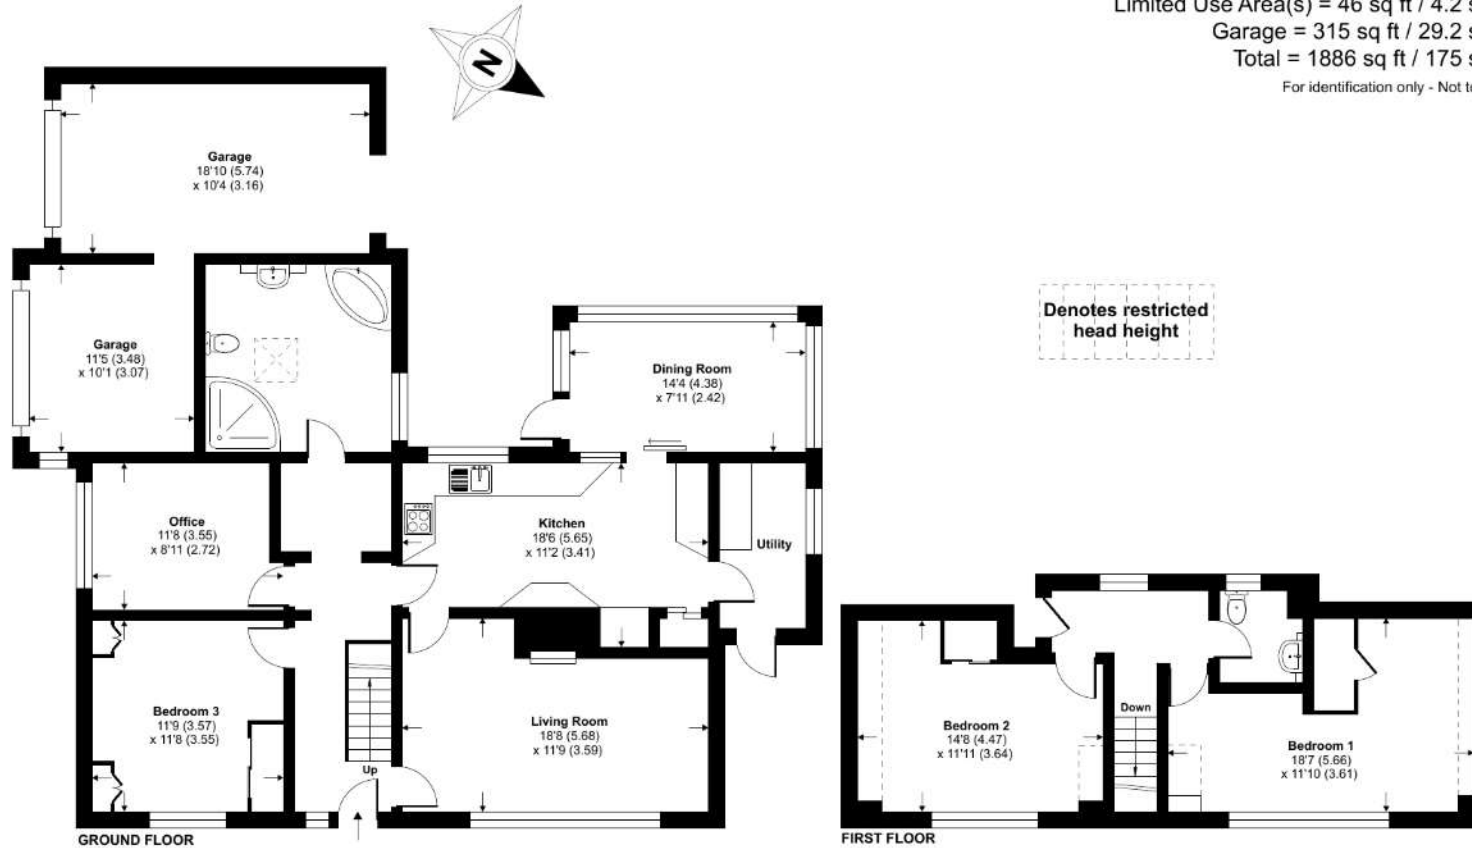 Limited Use Area(s) = 46 sq ft / 4.2 s
Garage = 315 sq ft / 29.2 s
Total = 1886 sq ft / 175 s
For identification only - Not to
N
Garage
18'10 (5.74)
x 10'4 (3.16)
Garage
11'5 (3.48)
x 10'1 (3.07)
Dining Room
14'4 (4.38)
x 7'11 (2.42)
Denotes restricted
head height
Office
11'8 (3.55)
x 8'11 (2.72)
Kitchen
18'6 (5.65)
x 11'2 (3.41)
Utility
Bedroom 3
11'9 (3.57)
x 11'8 (3.55)
Up
Living Room
18'8 (5.68)
x 11'9 (3.59)
GROUND FLOOR
Bedroom 2
14'8 (4.47)
x 11'11 (3.64)
Down
Bedroom 1
18'7 (5.66)
x 11'10 (3.61)
FIRST FLOOR